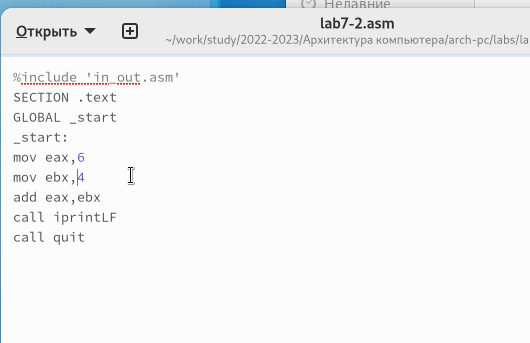 Недавние
Открыть
lab7-2.asm
~/work/study/2022-2023/Архитектура компьютера/arch-pc/labs/la
%include 'in_out.asm'
SECTION .text
GLOBAL _start
_start:
mov eax,6
mov ebx,4
add eax,ebx
call iprintLF
call quit